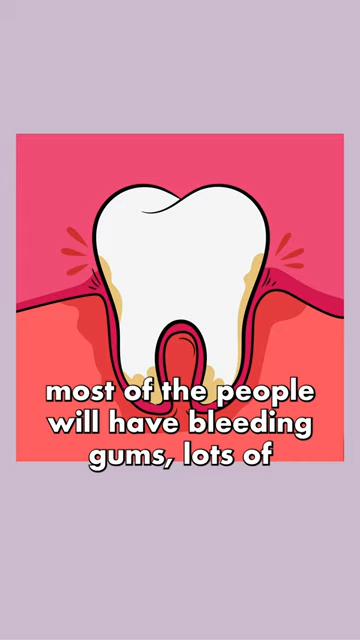 most of the people
will have bleeding
gums, lots of